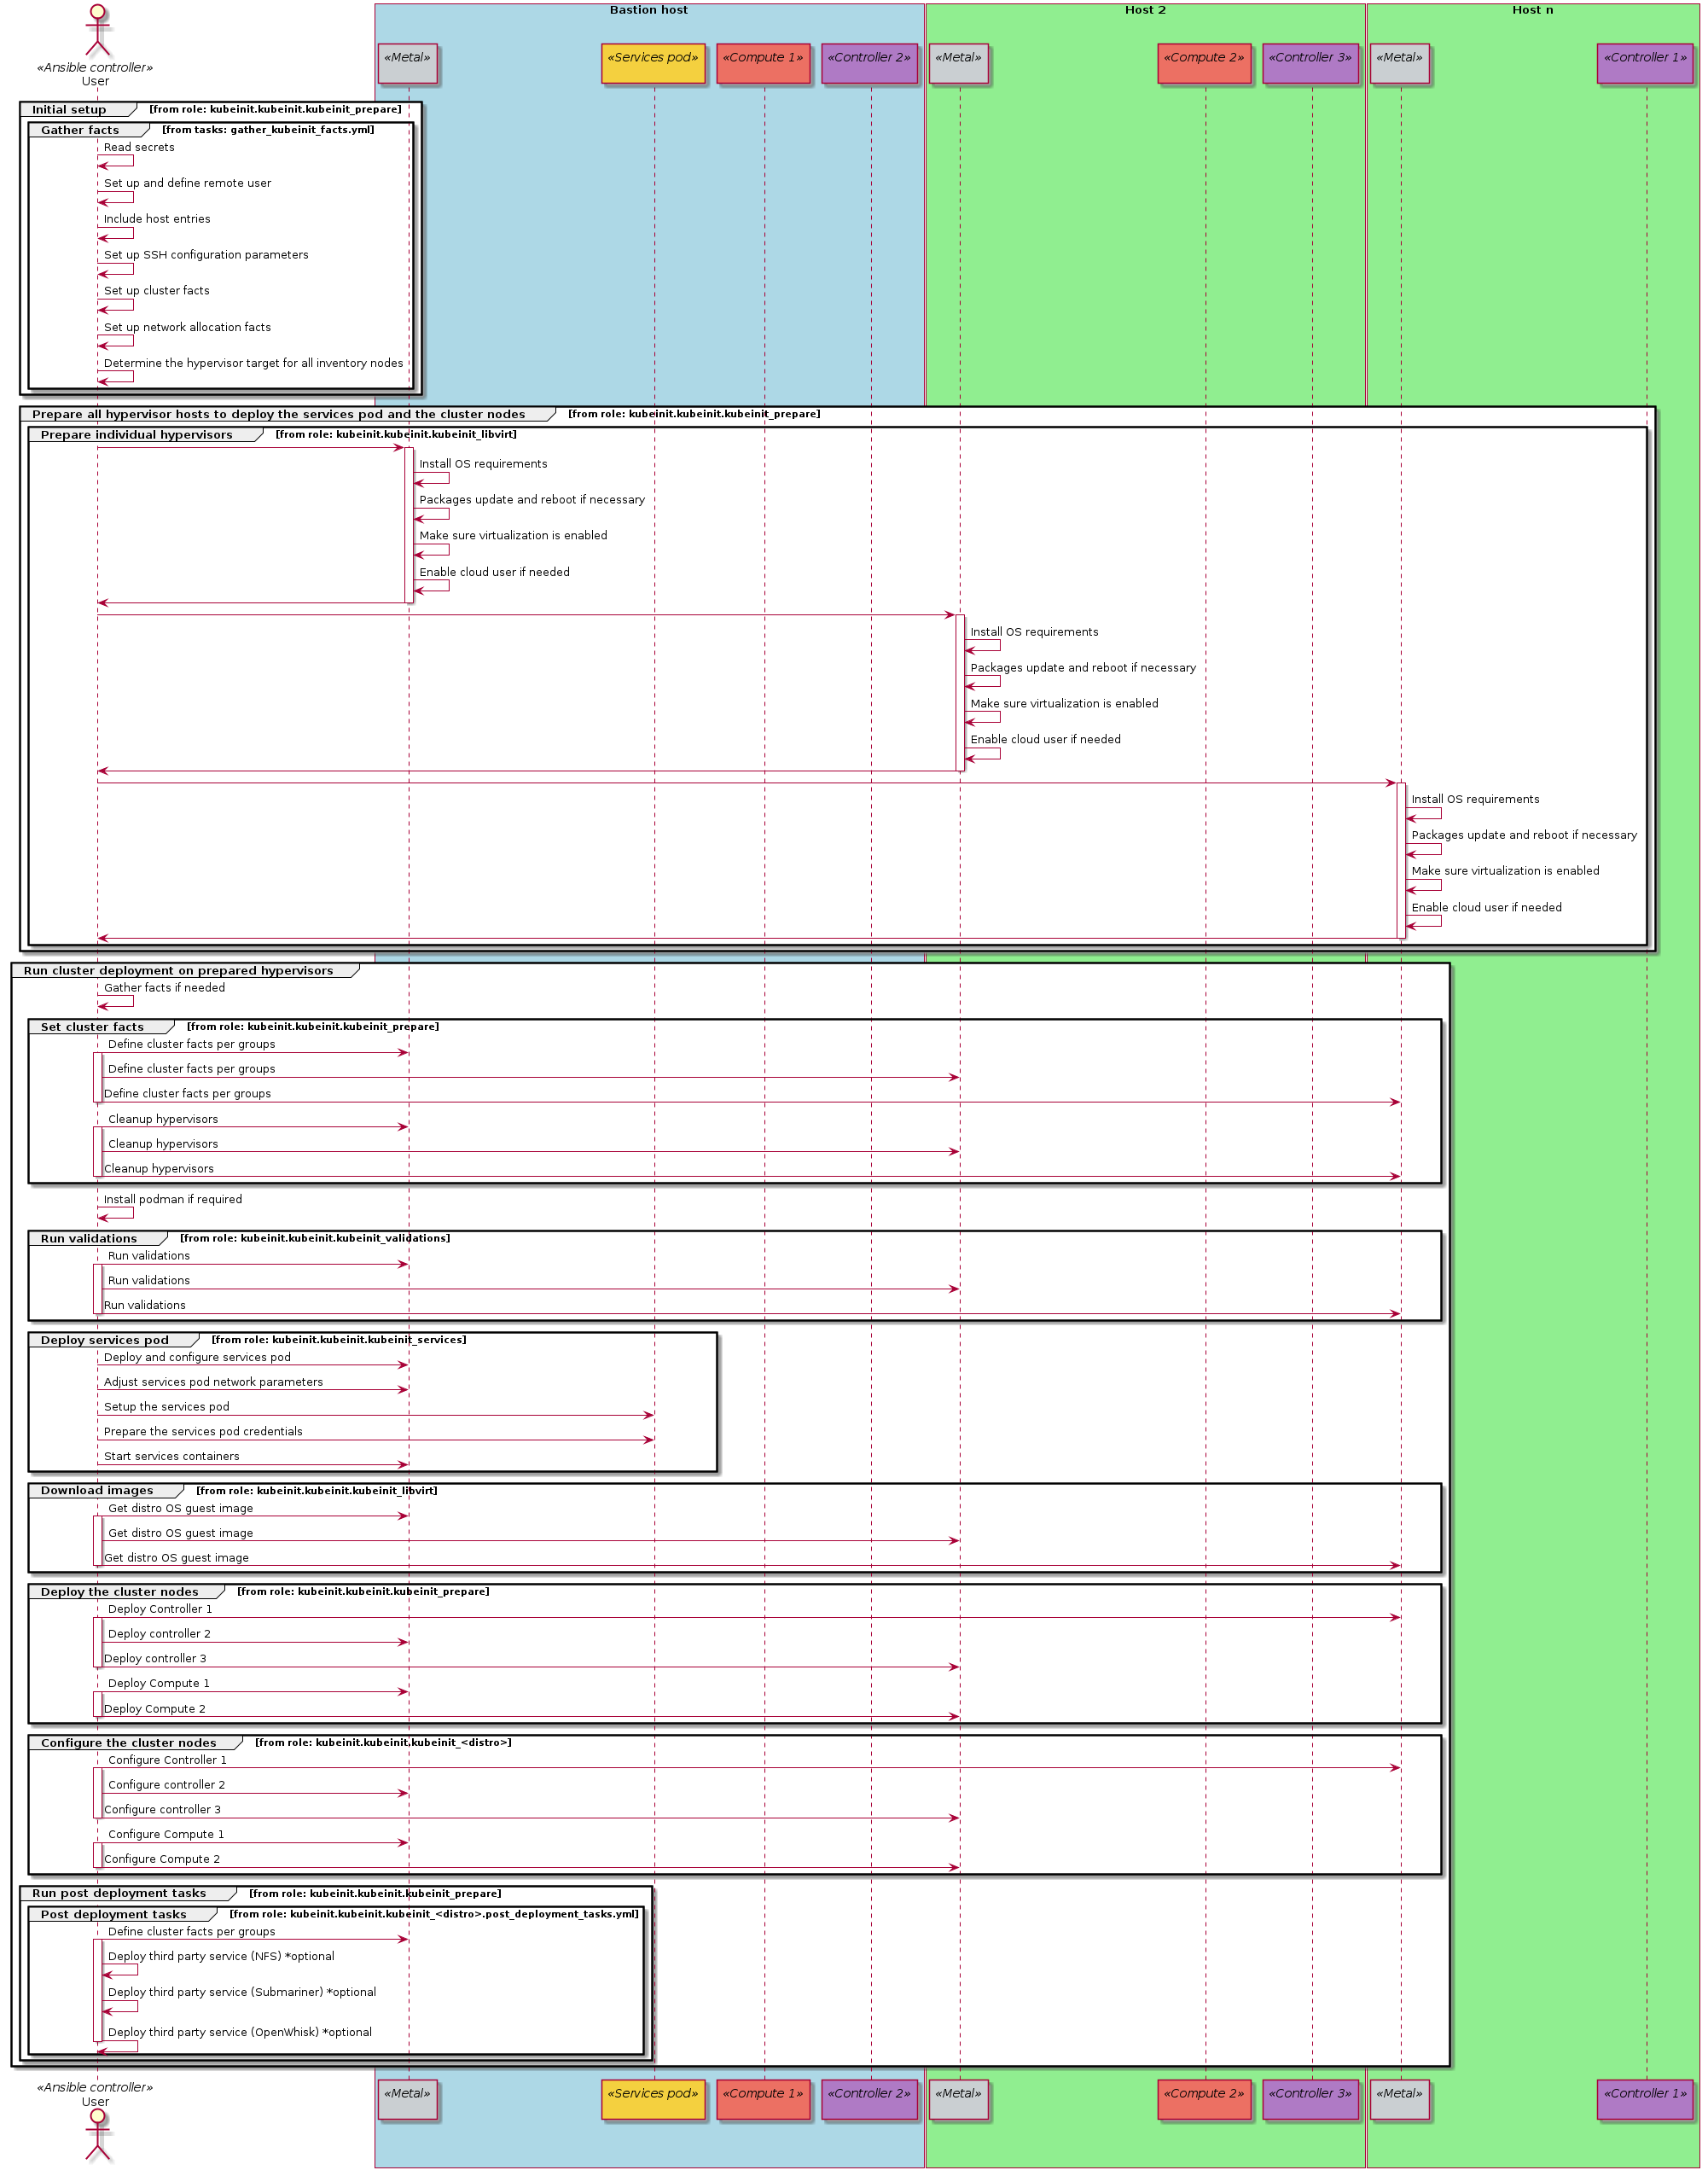 Bastion host
Host 2
Host n
«Ansible controller»
User
«Metal»
«Services pod»
«Compute 1»
«Controller 2»
«Metal»
«Compute 2»
«Controller 3»
«Metal»
«Controller 1»
Initial setup [from role: kubeinit.kubeinit.kubeinit_prepare]
Gather facts [from tasks: gather_kubeinit_facts.yml]
Read secrets
Set up and define remote user
Include host entries
Set up SSH configuration parameters
Set up cluster facts
Set up network allocation facts
Determine the hypervisor target for all inventory nodes
Prepare all hypervisor hosts to deploy the services pod and the cluster nodes [from role: kubeinit.kubeinit.kubeinit_prepare]
Prepare individual hypervisors [from role: kubeinit.kubeinit.kubeinit_libvirt]
Install OS requirements
Packages update and reboot if necessary
Make sure virtualization is enabled
Enable cloud user if needed
Install OS requirements
Packages update and reboot if necessary
Make sure virtualization is enabled
Enable cloud user if needed
Install OS requirements
Packages update and reboot if necessary
Make sure virtualization is enabled
Enable cloud user if needed
Run cluster deployment on prepared hypervisors
Gather facts if needed
Set cluster facts [from role: kubeinit.kubeinit.kubeinit_prepare]
Define cluster facts per groups
Define cluster facts per groups
Define cluster facts per groups
Cleanup hypervisors
Cleanup hypervisors
Cleanup hypervisors
Install podman if required
Run validations [from role: kubeinit.kubeinit.kubeinit_validations]
Run validations
Run validations
Run validations
Deploy services pod [from role: kubeinit.kubeinit.kubeinit_services]
Deploy and configure services pod
Adjust services pod network parameters
Setup the services pod
Prepare the services pod credentials
Start services containers
Download images [from role: kubeinit.kubeinit.kubeinit_libvirt]
Get distro OS guest image
Get distro OS guest image
Get distro OS guest image
Deploy the cluster nodes [from role: kubeinit.kubeinit.kubeinit_prepare]
Deploy Controller 1
Deploy controller 2
Deploy controller 3
Deploy Compute 1
Deploy Compute 2
Configure the cluster nodes [from role: kubeinit.kubeinit.kubeinit_<distro>]
Configure Controller 1
Configure controller 2
Configure controller 3
Configure Compute 1
Configure Compute 2
Run post deployment tasks [from role: kubeinit.kubeinit.kubeinit_prepare]
Post deployment tasks [from role: kubeinit.kubeinit.kubeinit_<distro>.post_deployment_tasks.yml]
Define cluster facts per groups
Deploy third party service (NFS) *optional
Deploy third party service (Submariner) *optional
Deploy third party service (OpenWhisk) *optional
«Ansible controller»
User
«Metal»
«Services pod»
«Compute 1»
«Controller 2»
«Metal»
«Compute 2»
«Controller 3»
«Metal»
«Controller 1»